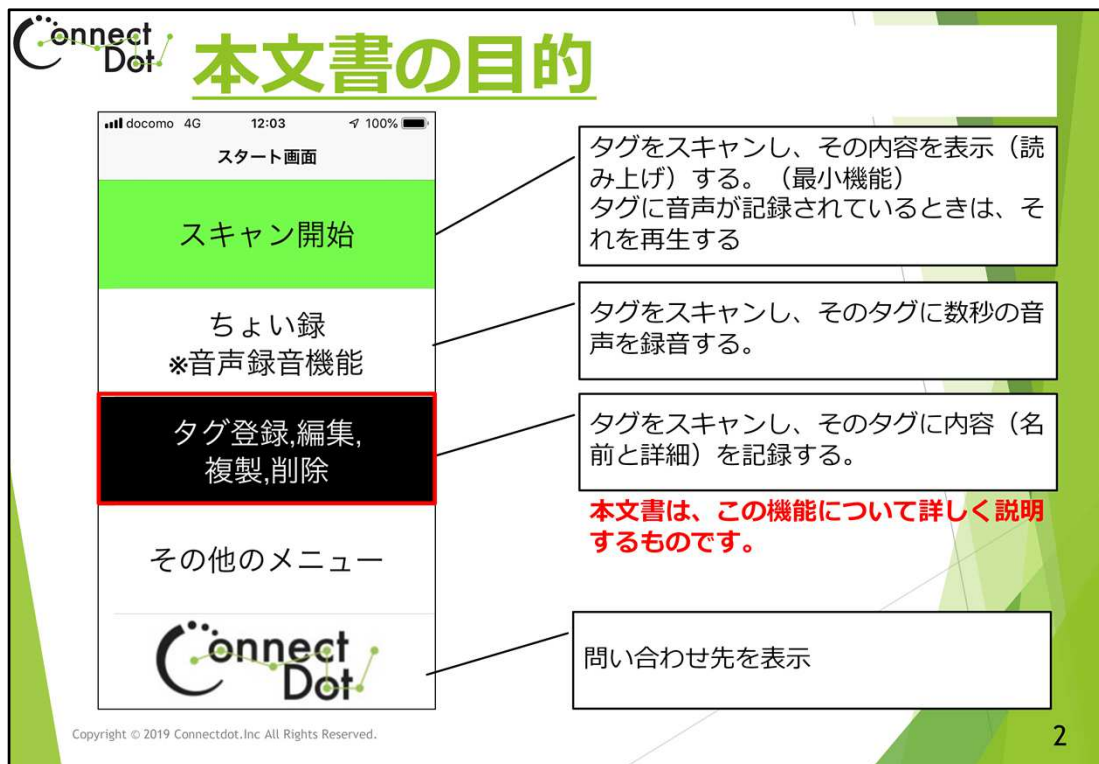 Connect
Dot
本文書の目的
docomo 4G 12:03 100%
スタート画面
スキャン開始
ちょい録
※音声録音機能
タグ登録,編集,
複製,削除
その他のメニュー
Connect
Dot
タグをスキャンし、その内容を表示（読
み上げ）する。（最小機能）
タグに音声が記録されているときは、そ
れを再生する
タグをスキャンし、そのタグに数秒の音
声を録音する。
タグをスキャンし、そのタグに内容（名
前と詳細）を記録する。
本文書は、この機能について詳しく説明
するものです。
問い合わせ先を表示
Copyright © 2019 Connectdot.Inc All Rights Reserved.
2